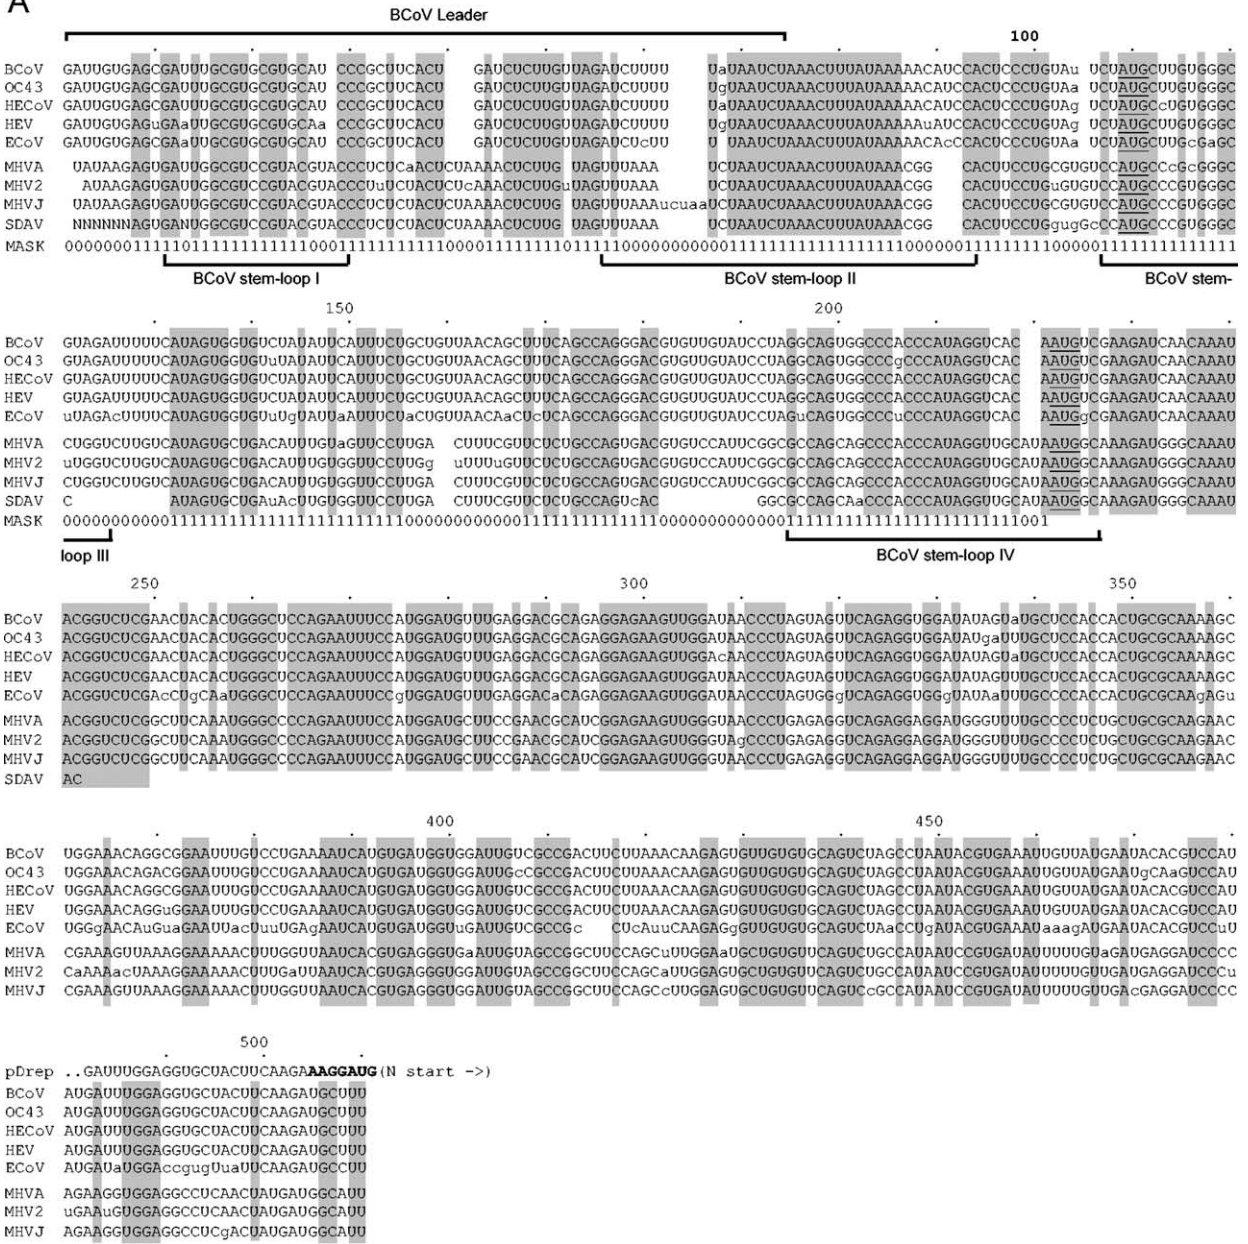 A
BCoV Leader
100
BCoV GAUUGUGAGCGAUUUGCGUGCGUGCAU CCCGCUUCACU GAUCUCUUGUUAGAUCUUUU UaUAAUCUAAACUUUAUAAAAACAUCCACUCCCUGUAu UCUAUGCUUGUGGGC
OC43 GAUUGUGAGCGAUUUGCGUGCGUGCAU CCCGCUUCACU GAUCUCUUGUUAGAUCUUUU UgUAAUCUAAACUUUAUAAAAACAUCCACUCCCUGUAa UCUAUGCUUGUGGGC
HECoV GAUUGUGAGCGAUUUGCGUGCGUGCAU CCCGCUUCACU GAUCUCUUGUUAGAUCUUUU UaUAAUCUAAACUUUAUAAAAACAUCCACUCCCUGUAg UCUAUGCcUGUGGGC
HEV GAUUGUGAGuGAaUUGCGUGCGUGCAa CCCGCUUCACU GAUCUCUUGUUAGAUCUUUU UgUAAUCUAAACUUUAUAAAAAuAUCCACUCCCUGUAg UCUAUGCUUGUGGGC
ECoV GAUUGUGAGCGAaUUGCGUGCGUGCAU CCCGCUUCACU GAUCUCUUGUUAGAUCUcUU U UAAUCUAAACUUUAUAAAAACACcCACUCCCUGUAa UCUAUGCUUGcGaGC
MHVA UAUAAGAGUGAUUGGCGUCCGUACGUACCCUCUCaACUCUAAAACUCUUG UAGUUUAAA UCUAAUCUAAACUUUAUAAACGG CACUUCCUGCGUGUCCAUGCCcGcgGGC
MHV2 AUAAGAGUGAUUGGCGUCCGUACGUACCCUuUCUACUCUcAAACUCUUGuUAGUUUAAA UCUAAUCUAAACUUUAUAAACGG CACUUCCUGuGUGUCCAUGCCCGUGGGC
MHVJ UAUAAGAGUGAUUGGCGUCCGUACGUACCCUCUCUACUCUAAAACUCUUG UAGUUUAAAucuaaUCUAAUCUAAACUUUAUAAACGG CACUUCCUGCGUGUCCAUGCCCGUGGGC
SDAV NNNNNNAGUGANUGGCGUCCGUACGUACCCUCUCUACUCUAAAACUCUUG UAGUUUAAA UCUAAUCUAAACUUUAUAAACGG CACUUCCUGgugGcCCAUGCCCGUGGGC
BCoV stem-loop I BCoV stem-loop II BCoV stem-
150 200
BCoV GUAGAUUUUUCAUAGUGGUGUCUAUAUUCAUUUCUGCUGUUAACAGCUUUCAGCCAGGGACGUGUUGUAUCCUAGGCAGUGGCCCACCCAUAGGUCAC AAUGUCGAAGAUCAACAAAU
OC43 GUAGAUUUUUCAUAGUGGUGUuUAUAUUCAUUUCUGCUGUUAACAGCUUUCAGCCAGGGACGUGUUGUAUCCUAGGCAGUGGCCCgCCCAUAGGUCAC AAUGUCGAAGAUCAACAAAU
HECoV GUAGAUUUUUCAUAGUGGUGUCUAUAUUCAUUUCUGCUGUUAACAGCUUUCAGCCAGGGACGUGUUGUAUCCUAGGCAGUGGCCCACCCAUAGGUCAC AAUGUCGAAGAUCAACAAAU
HEV GUAGAUUUUUCAUAGUGGUGUCUAUAUUCAUUUCUGCUGUUAACAGCUUUCAGCCAGGGACGUGUUGUAUCCUAGGCAGUGGCCCACCCAUAGGUCAC AAUGUCGAAGAUCAACAAAU
ECoV uUAGAcUUUUCAUAGUGGUGUuUgUAUUaAUUUCUaCUGUUAACAaCUcUCAGCCAGGGACGUGUUGUAUCCUAGuCAGUGGCCCuCCCAUAGGUCAC AAUGgCGAAGAUCAACAAAU
MHVA CUGGUCUUGUCAUAGUGCUGACAUUUGUaGUUCCUUGA CUUUCGUUCUCUGCCAGUGACGUGUCCAUUCGGCGCCAGCAGCCCACCCAUAGGUUGCAUAAUGGCAAAGAUGGGCAAAU
MHV2 uUGGUCUUGUCAUAGUGCUGACAUUUGUGGUUCCUUGg uUUUuGUUCUCUGCCAGUGACGUGUCCAUUCGGCGCCAGCAGCCCACCCAUAGGUUGCAUAAUGGCAAAGAUGGGCAAAU
MHVJ CUGGUCUUGUCAUAGUGCUGACAUUUGUGGUUCCUUGA CUUUCGUUCUCUGCCAGUGACGUGUCCAUUCGGCGCCAGCAGCCCACCCAUAGGUUGCAUAAUGGCAAAGAUGGGCAAAU
SDAV C AUAGUGCUGAuAcUUGUGGUUCCUUGA CUUUCGUUCUCUGCCAGUCAC GGCGCCAGCAaCCCACCCAUAGGUUGCAUAAUGGCAAAGAUGGGCAAAU
loop III BCoV stem-loop IV
250 300 350
BCoV ACGGUCUCGAACUACACUGGGCUCCAGAAUUUCCAUGGAUGUUUGAGGACGCAGAGGAGAAGUUGGAUAACCCUAGUAGUUCAGAGGUGGAUAUAGUaUGCUCCACCACUGCGCAAAAGC
OC43 ACGGUCUCGAACUACACUGGGCUCCAGAAUUUCCAUGGAUGUUUGAGGACGCAGAGGAGAAGUUGGAUAACCCUAGUAGUUCAGAGGUGGAUAUgaUUUGCUCCACCACUGCGCAAAAGC
HECoV ACGGUCUCGAACUACACUGGGCUCCAGAAUUUCCAUGGAUGUUUGAGGACGCAGAGGAGAAGUUGGAcAACCCUAGUAGUUCAGAGGUGGAUAUAGUaUGCUCCACCACUGCGCAAAAGC
HEV ACGGUCUCGAACUACACUGGGCUCCAGAAUUUCCAUGGAUGUUUGAGGACGCAGAGGAGAAGUUGGAUAACCCUAGUAGUUCAGAGGUGGAUAUAGUUUGCUCCACCACUGCGCAAAAGC
ECoV ACGGUCUCGAccUgCAaUGGGCUCCAGAAUUUCCgUGGAUGUUUGAGGACaCAGAGGAGAAGUUGGAUAACCCUAGUGGgUCAGAGGUGGgUAUAaUUUGCCCCACCACUGCGCAAgAGu
MHVA ACGGUCUCGGCUUCAAAUGGGCCCCAGAAUUUCCAUGGAUGCUUCCGAACGCAUCGGAGAAGUUGGGUAACCCUGAGAGGUCAGAGGAGGAUGGGUUUUGCCCCUCUGCUGCGCAAGAAC
MHV2 ACGGUCUCGGCUUCAAAUGGGCCCCAGAAUUUCCAUGGAUGCUUCCGAACGCAUCGGAGAAGUUGGGUAgCCCUGAGAGGUCAGAGGAGGAUGGGUUUUGCCCCUCUGCUGCGCAAGAAC
MHVJ ACGGUCUCGGCUUCAAAUGGGCCCCAGAAUUUCCAUGGAUGCUUCCGAACGCAUCGGAGAAGUUGGGUAACCCUGAGAGGUCAGAGGAGGAUGGGUUUUGCCCCUCUGCUGCGCAAGAAC
SDAV AC
400 450
BCoV UGGAAACAGGCGGAAUUUGUCCUGAAAAUCAUGUGAUGGUGGAUUGUCGCCGACUUCUUAAACAAGAGUGUUGUGUGCAGUCUAGCCUAAUACGUGAAAUUGUUAUGAAUACACGUCCAU
OC43 UGGAAACAGACGGAAUUUGUCCUGAAAAUCAUGUGAUGGUGGAUUGcCGCCGACUUCUUAAACAAGAGUGUUGUGUGCAGUCUAGCCUAAUACGUGAAAUUGUUAUGAAUgCAaGUCCAU
HECoV UGGAAACAGGCGGAAUUUGUCCUGAAAAUCAUGUGAUGGUGGAUUGUCGCCGACUUCUUAAACAAGAGUGUUGUGUGCAGUCUAGCCUAAUACGUGAAAUUGUUAUGAAUACACGUCCAU
HEV UGGAAACAGGuGGAAUUUGUCCUGAAAAUCAUGUGAUGGUGGAUUGUCGCCGACUUCUUAAACAAGAGUGUUGUGUGCAGUCUAGCCUAAUACGUGAAAUUGUUAUGAAUACACGUCCAU
ECoV UGGgAACAuGuaGAAUUacUuuUGAgAAUCAUGUGAUGGUuGAUUGUCGCCGc CUcAuuCAAGAGgGUUGUGUGCAGUCUAaCCUgAUACGUGAAAUaaagAUGAAUACACGUCCuU
MHVA CGAAAGUUAAAGGAAAAACUUUGGUUAAUCACGUGAGGGUGaAUUGUAGCCGGCUUCCAGCuUUGGAaUGCUGUGUUCAGUCUGCCAUAAUCCGUGAUAUUUUUGUaGAUGAGGAUCCCC
MHV2 CaAAAacUAAAGGAAAAACUUUGaUUAAUCACGUGAGGGUGGAUUGUAGCCGGCUUCCAGCaUUGGAGUGCUGUGUUCAGUCUGCCAUAAUCCGUGAUAUUUUUGUUGAUGAGGAUCCCu
MHVJ CGAAAGUUAAAGGAAAAACUUUGGUUAAUCACGUGAGGGUGGAUUGUAGCCGGCUUCCAGCcUUGGAGUGCUGUGUUCAGUCcGCCAUAAUCCGUGAUAUUUUUGUUGAcGAGGAUCCCC
500
pDrep ..GAUUUGGAGGUGCUACUUCAAGAAAGGAUG(N start ->)
BCoV AUGAUUUGGAGGUGCUACUUCAAGAUGCUUU
OC43 AUGAUUUGGAGGUGCUACUUCAAGAUGCUUU
HECoV AUGAUUUGGAGGUGCUACUUCAAGAUGCUUU
HEV AUGAUUUGGAGGUGCUACUUCAAGAUGCUUU
ECoV AUGAUaUGGAccgugUuaUUCAAGAUGCCUU
MHVA AGAAGGUGGAGGCCUCAACUAUGAUGGCAUU
MHV2 uGAAuGUGGAGGCCUCAACUAUGAUGGCAUU
MHVJ AGAAGGUGGAGGCCUCgACUAUGAUGGCAUU